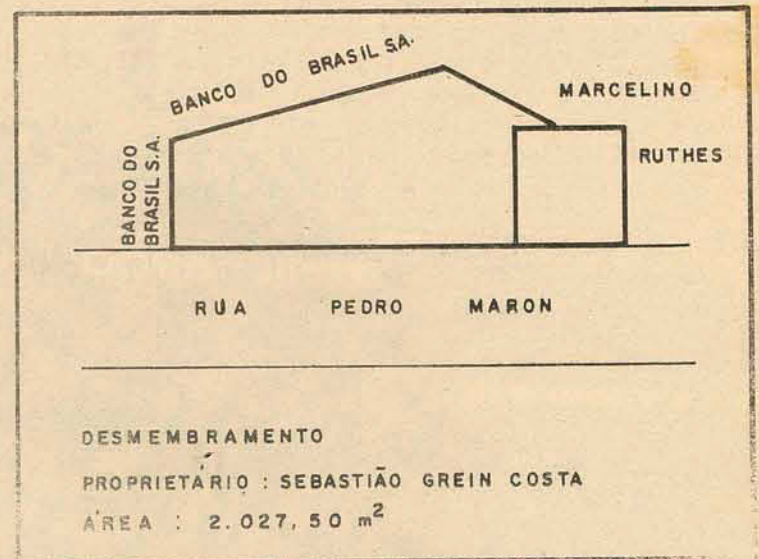 BANCO DO BRASIL S.A.
MARCELINO
RUTHES
BANCO DO
BRASIL S.A.
RUA PEDRO MARON
DESMEMBRAMENTO
PROPRIETÁRIO : SEBASTIÃO GREIN COSTA
ÁREA : 2.027,50 m²